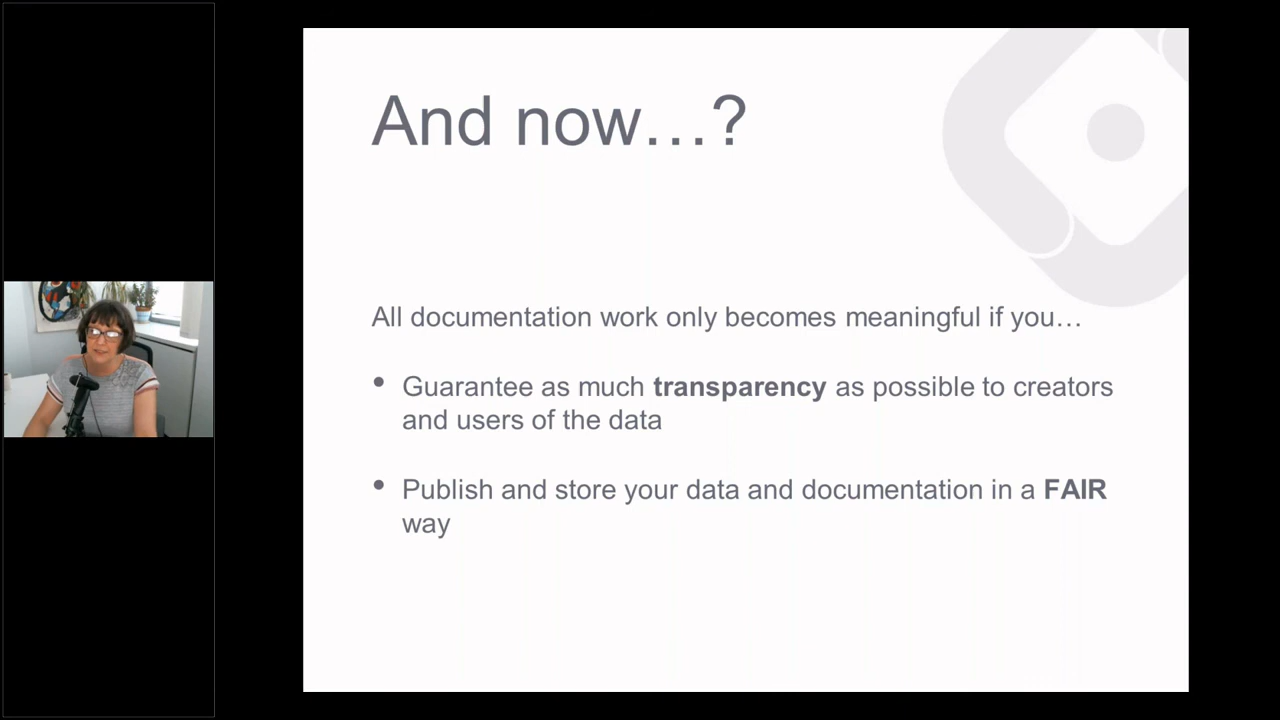 And now…?
All documentation work only becomes meaningful if you…
• Guarantee as much transparency as possible to creators
and users of the data
• Publish and store your data and documentation in a FAIR
way